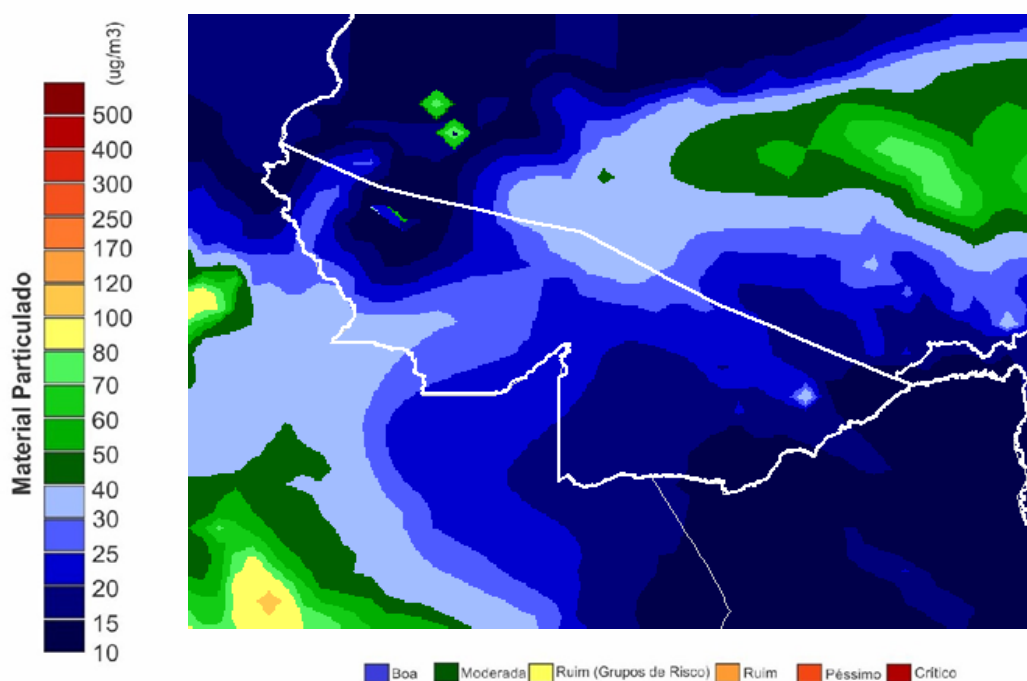 (ug/m3)
Material Particulado
500
400
300
250
170
120
100
80
70
60
50
40
30
25
20
15
10
Boa
Moderada
Ruim (Grupos de Risco)
Ruim
Péssimo
Crítico